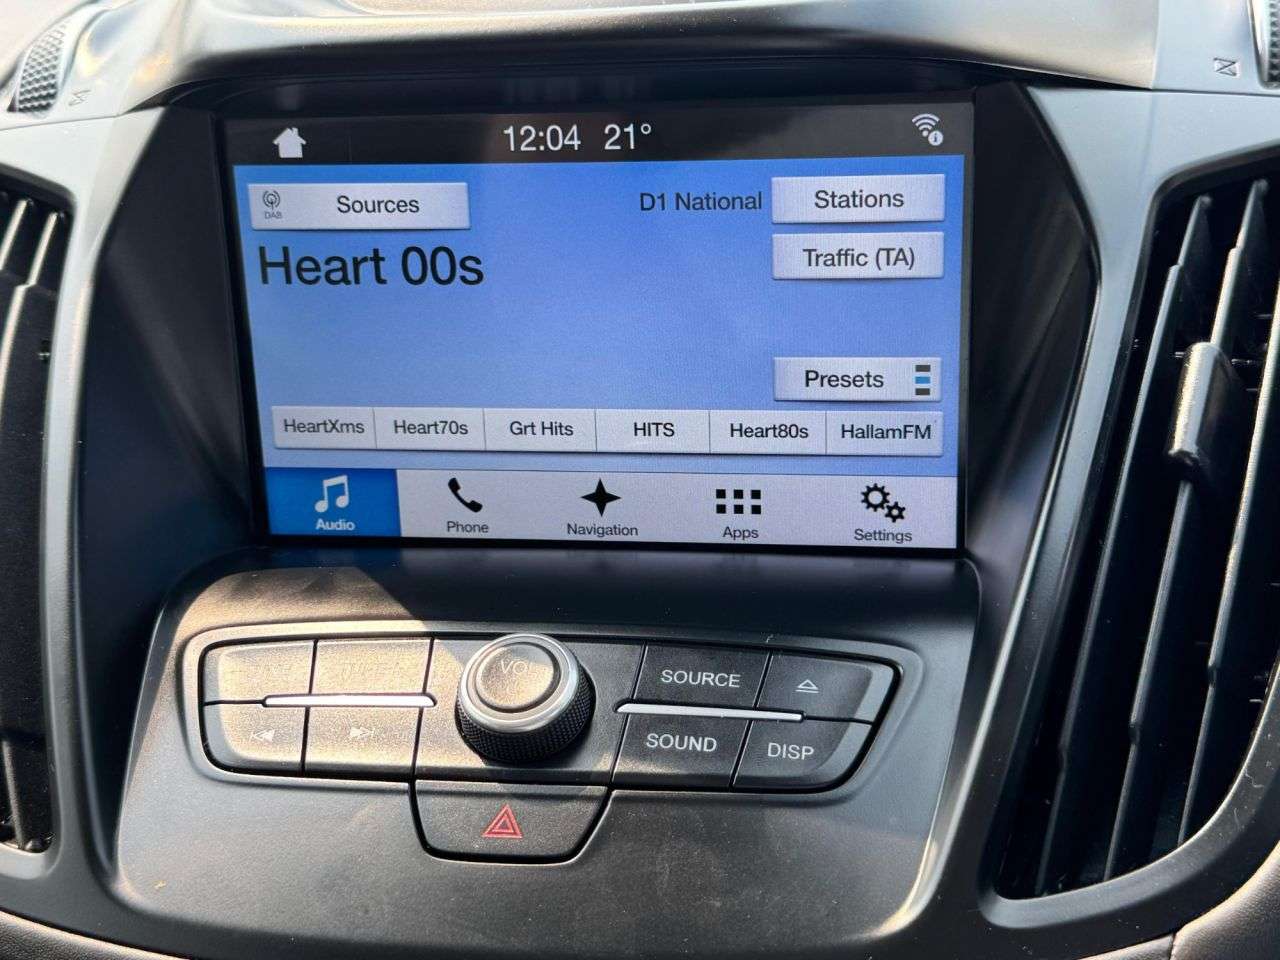 12:04 21°
DAB
Sources
D1 National
Stations
Heart 00s
Traffic (TA)
Presets
HeartXms
Heart70s
Grt Hits
HITS
Heart80s
HallamFM
Audio
Phone
Navigation
Apps
Settings
VOL
SOURCE
SOUND
DISP